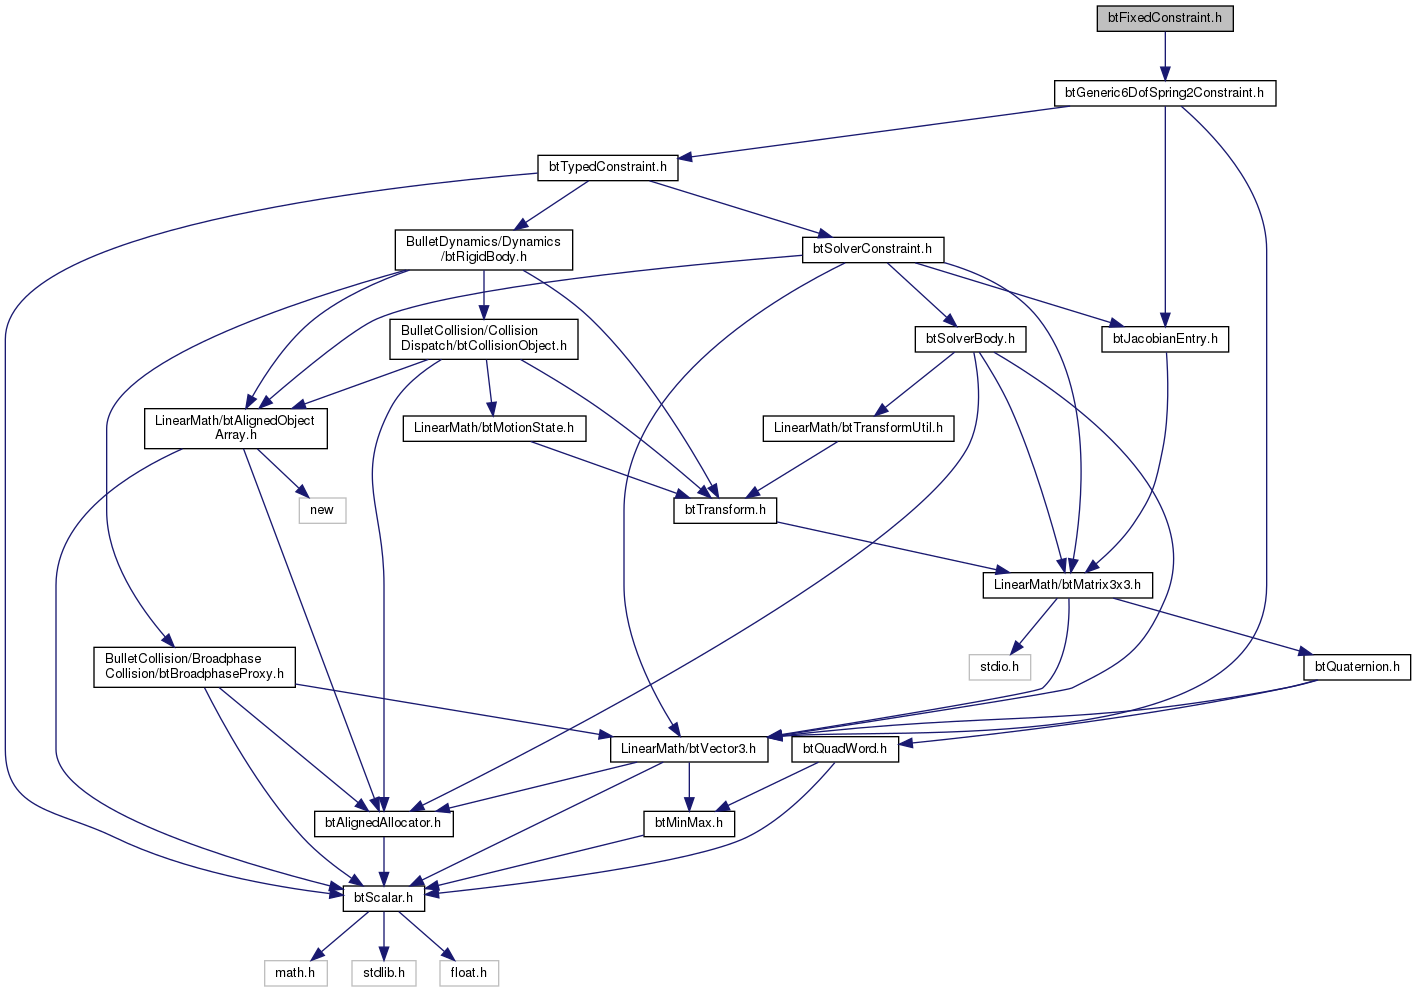 btFixedConstraint.h
btGeneric6DofSpring2Constraint.h
btTypedConstraint.h
BulletDynamics/Dynamics
/btRigidBody.h
btSolverConstraint.h
BulletCollision/Collision
Dispatch/btCollisionObject.h
btSolverBody.h
btJacobianEntry.h
LinearMath/btAlignedObject
Array.h
LinearMath/btMotionState.h
LinearMath/btTransformUtil.h
new
btTransform.h
LinearMath/btMatrix3x3.h
BulletCollision/Broadphase
Collision/btBroadphaseProxy.h
stdio.h
btQuaternion.h
LinearMath/btVector3.h
btQuadWord.h
btAlignedAllocator.h
btMinMax.h
btScalar.h
math.h
stdlib.h
float.h